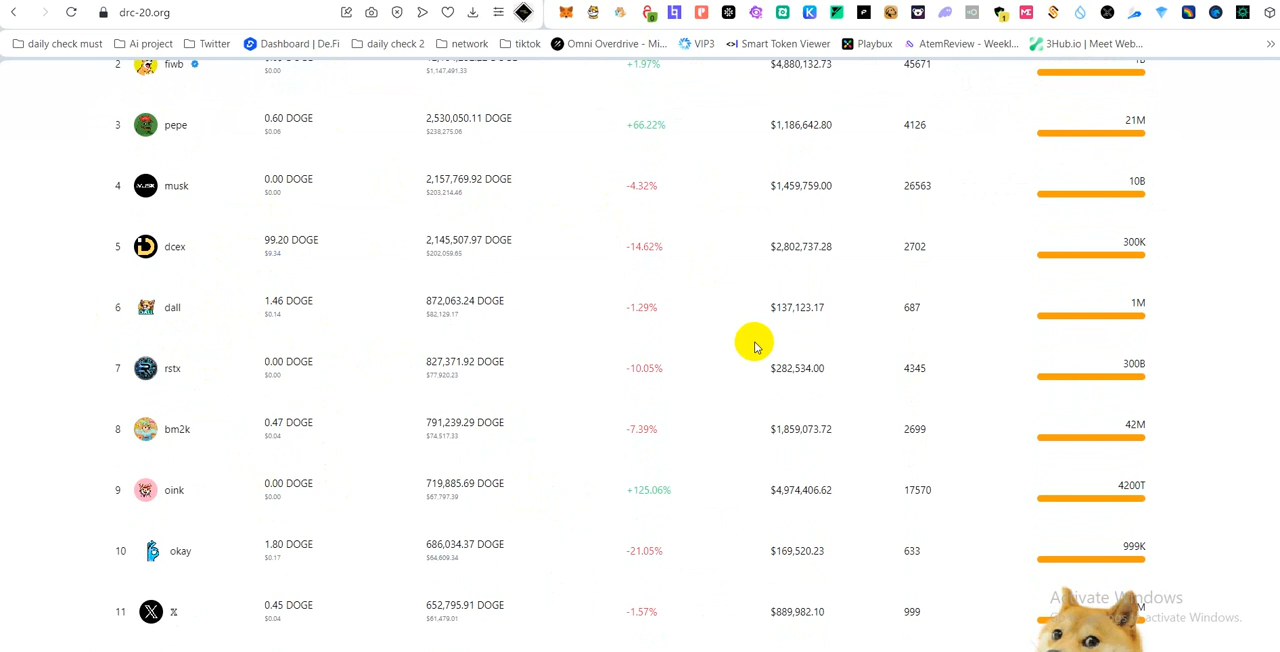 drc-20.org
daily check must Ai project Twitter Dashboard | De.Fi daily check 2 network tiktok Omni Overdrive - Mi... VIP3 Smart Token Viewer Playbux AtemReview - Weekl... 3Hub.io | Meet Web... »
2 fiwb +1.97% $4,880,132.73 45671 1B
$0.00 $1,147,491.33
3 pepe 0.60 DOGE 2,530,050.11 DOGE +66.22% $1,186,642.80 4126 21M
$0.06 $238,275.06
4 musk 0.00 DOGE 2,157,769.92 DOGE -4.32% $1,459,759.00 26563 10B
$0.00 $203,214.46
5 dcex 99.20 DOGE 2,145,507.97 DOGE -14.62% $2,802,737.28 2702 300K
$9.34 $202,059.65
6 dall 1.46 DOGE 872,063.24 DOGE -1.29% $137,123.17 687 1M
$0.14 $82,129.17
7 rstx 0.00 DOGE 827,371.92 DOGE -10.05% $282,534.00 4345 300B
$0.00 $77,920.23
8 bm2k 0.47 DOGE 791,239.29 DOGE -7.39% $1,859,073.72 2699 42M
$0.04 $74,517.33
9 oink 0.00 DOGE 719,885.69 DOGE +125.06% $4,974,406.62 17570 4200T
$0.00 $67,797.39
10 okay 1.80 DOGE 686,034.37 DOGE -21.05% $169,520.23 633 999K
$0.17 $64,609.34
11 𝕏 0.45 DOGE 652,795.91 DOGE -1.57% $889,982.10 999
$0.04 $61,479.01
Activate Windows
activate Windows.